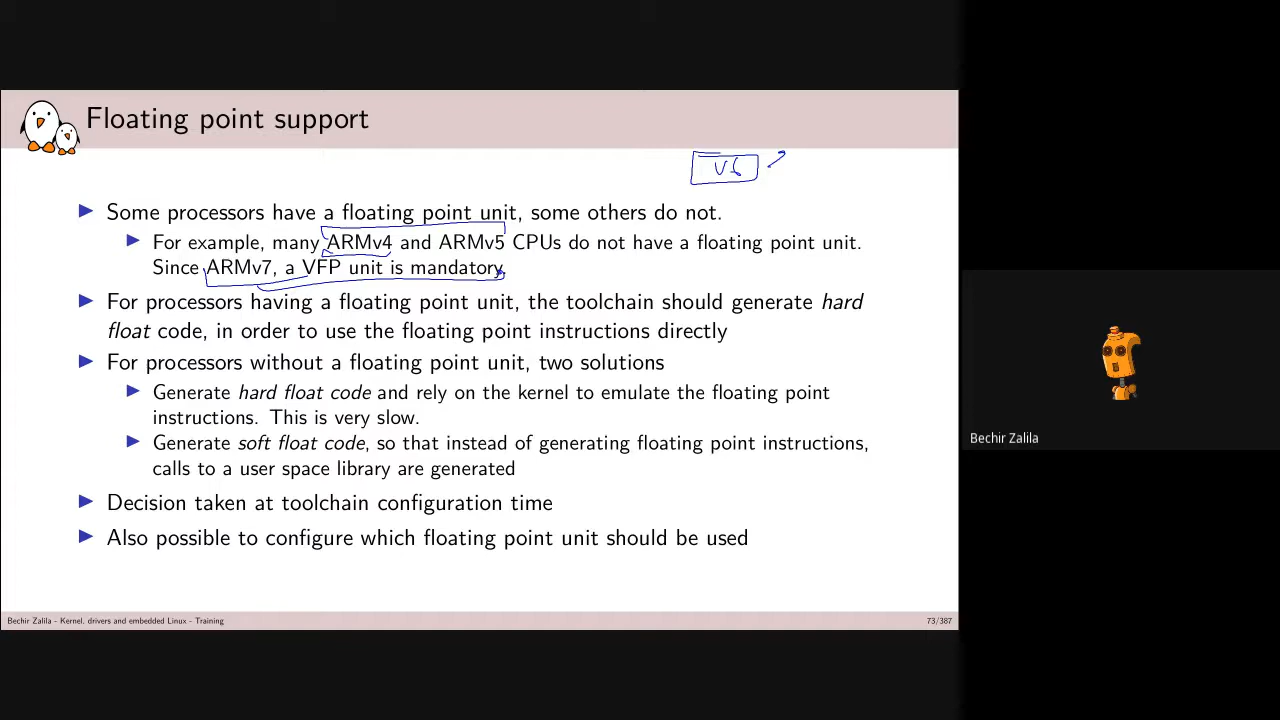 Floating point support
V6 ?
▶ Some processors have a floating point unit, some others do not.
▶ For example, many ARMv4 and ARMv5 CPUs do not have a floating point unit.
Since ARMv7, a VFP unit is mandatory.
▶ For processors having a floating point unit, the toolchain should generate hard
float code, in order to use the floating point instructions directly
▶ For processors without a floating point unit, two solutions
▶ Generate hard float code and rely on the kernel to emulate the floating point
instructions. This is very slow.
▶ Generate soft float code, so that instead of generating floating point instructions,
calls to a user space library are generated
▶ Decision taken at toolchain configuration time
▶ Also possible to configure which floating point unit should be used
Bechir Zalila - Kernel, drivers and embedded Linux - Training
73/387
Bechir Zalila